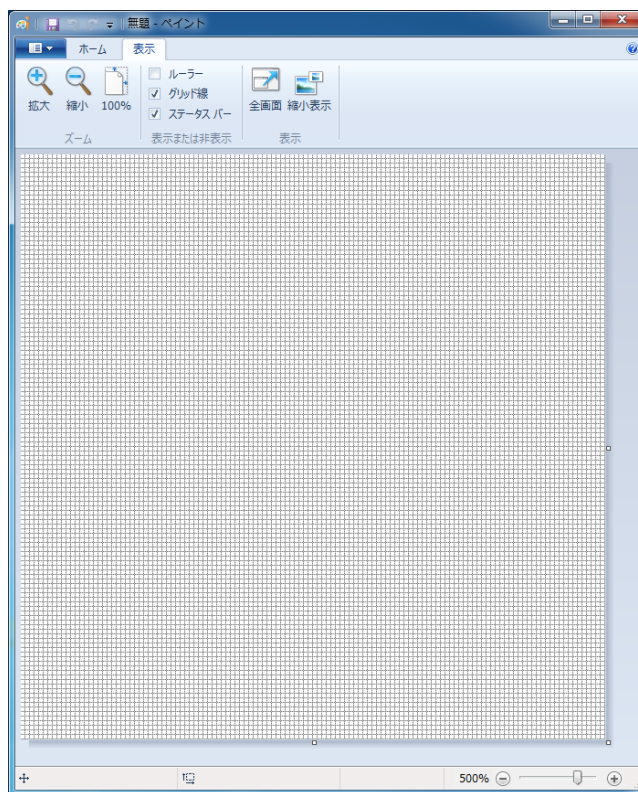 無題 - ペイント
ホーム 表示
拡大 縮小 100%
ルーラー
グリッド線
ステータス バー
全画面 縮小表示
ズーム 表示または非表示 表示
500%